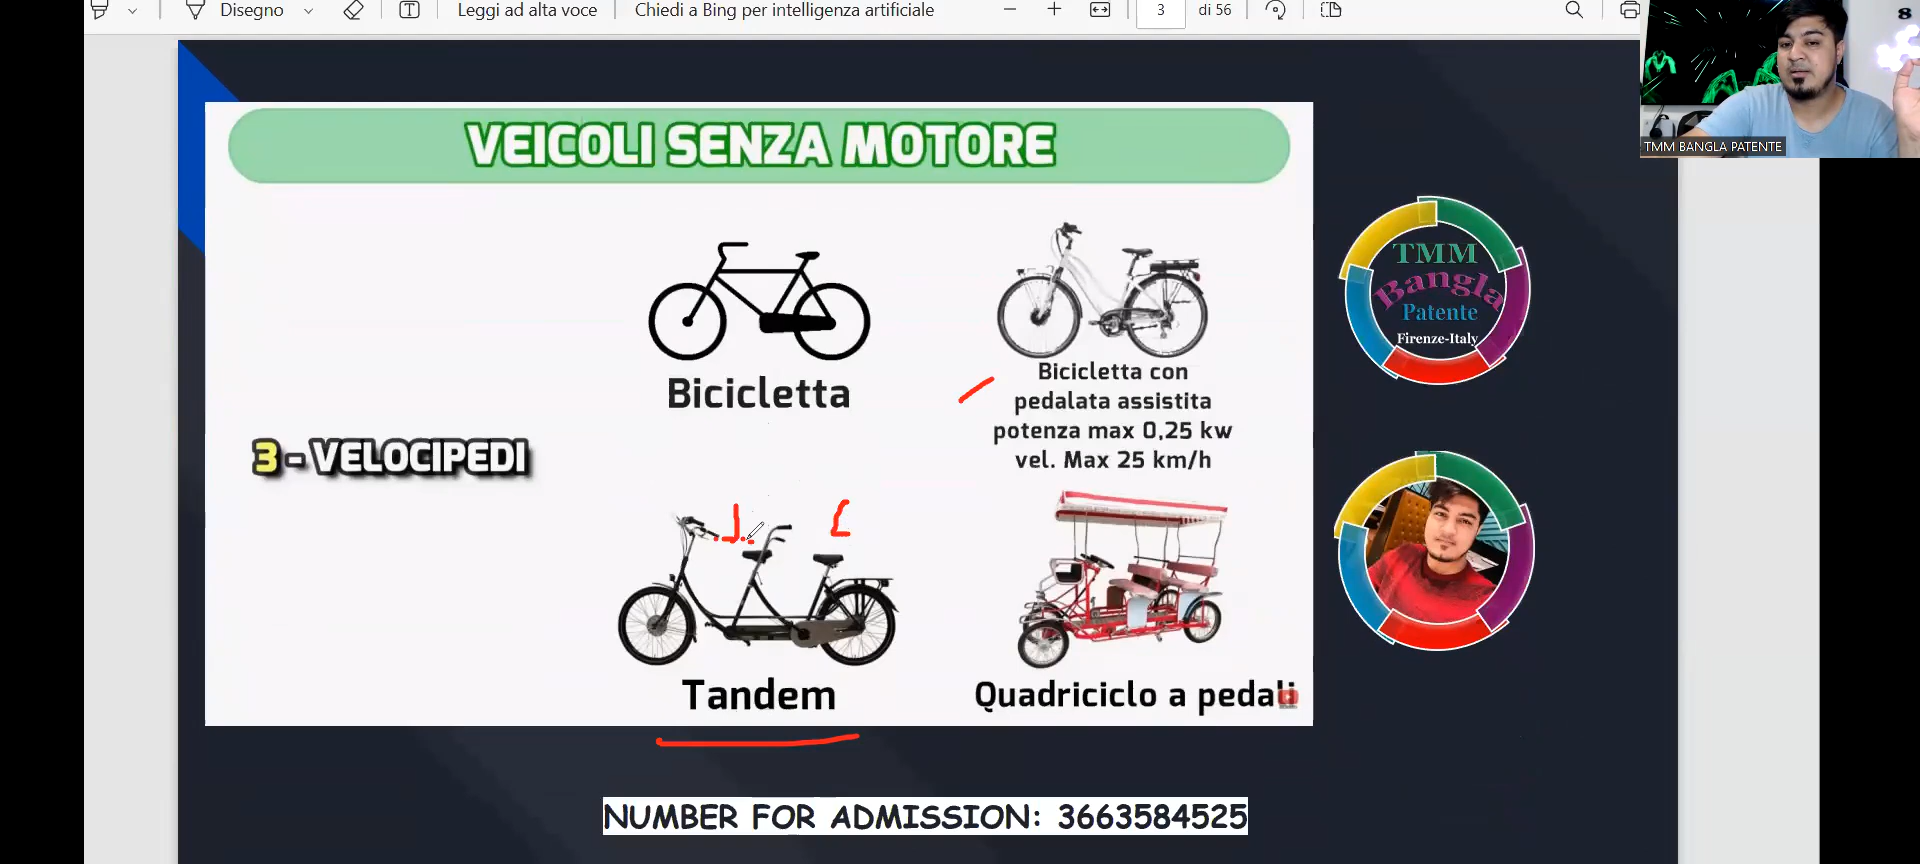 Disegno
Leggi ad alta voce
Chiedi a Bing per intelligenza artificiale
3
di 56
8
TMM BANGLA PATENTE
VEICOLI SENZA MOTORE
TMM
Bangla
Patente
Firenze-Italy
Bicicletta
Bicicletta con
pedalata assistita
potenza max 0,25 kw
vel. Max 25 km/h
3 - VELOCIPEDI
Tandem
Quadriciclo a pedali
NUMBER FOR ADMISSION: 3663584525